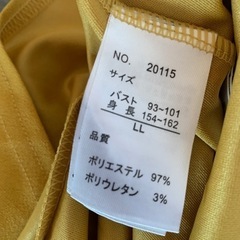 NO. 20115
サイズ
バスト 93~101
身長 154~162
LL
品質
ポリエステル 97%
ポリウレタン 3%